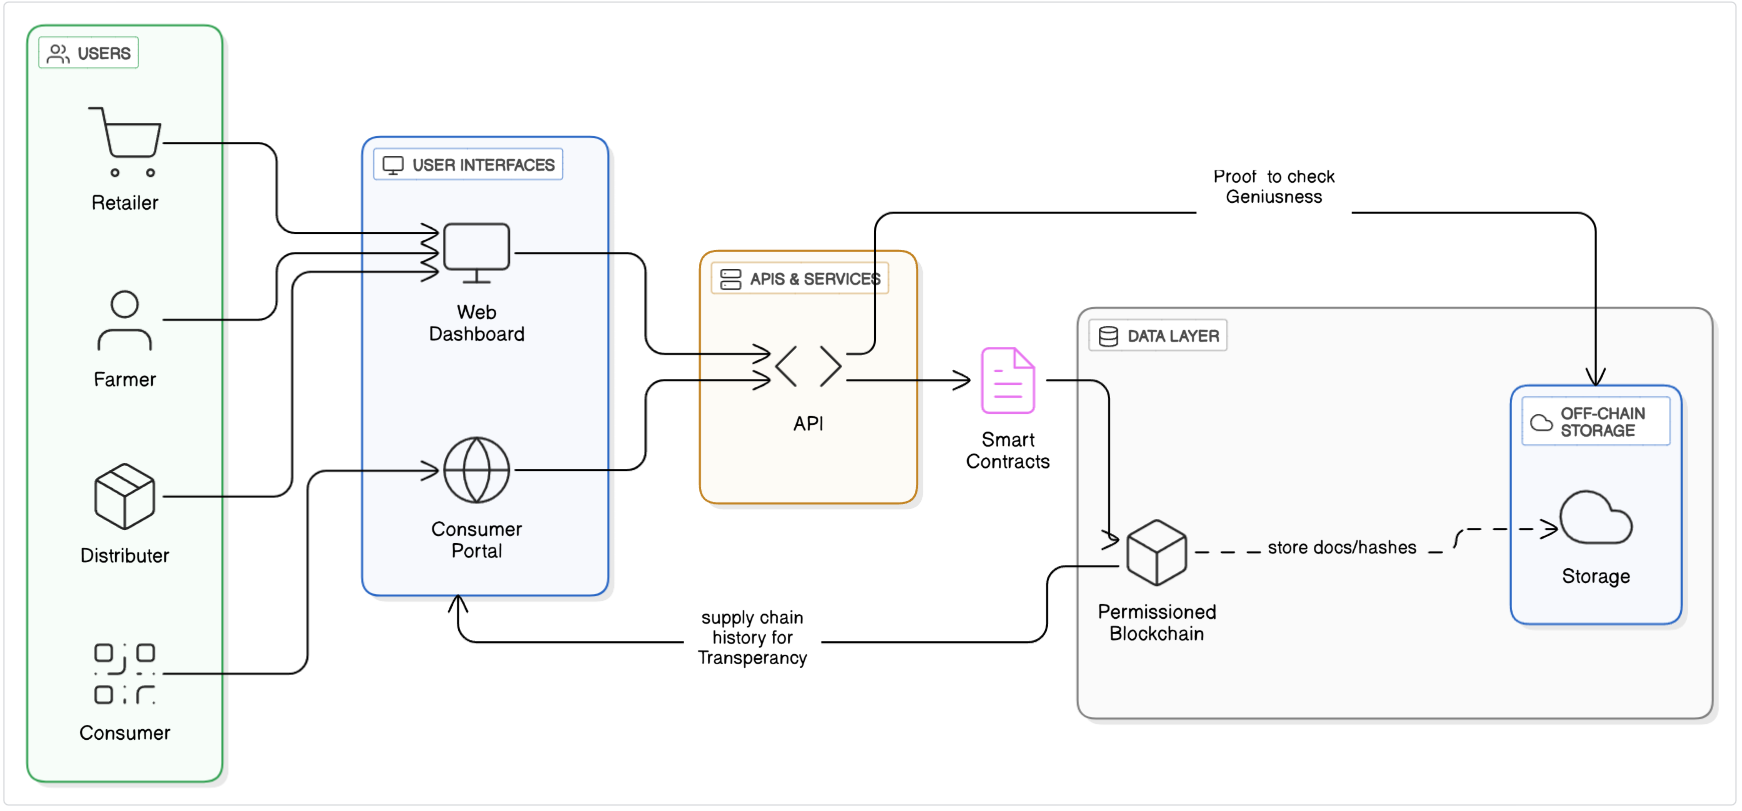 USERS
Retailer
Farmer
Distributer
Consumer
USER INTERFACES
Web
Dashboard
Consumer
Portal
APIS & SERVICES
API
Smart
Contracts
Proof to check
Geniusness
supply chain
history for
Transperancy
DATA LAYER
Permissioned
Blockchain
store docs/hashes
OFF-CHAIN
STORAGE
Storage